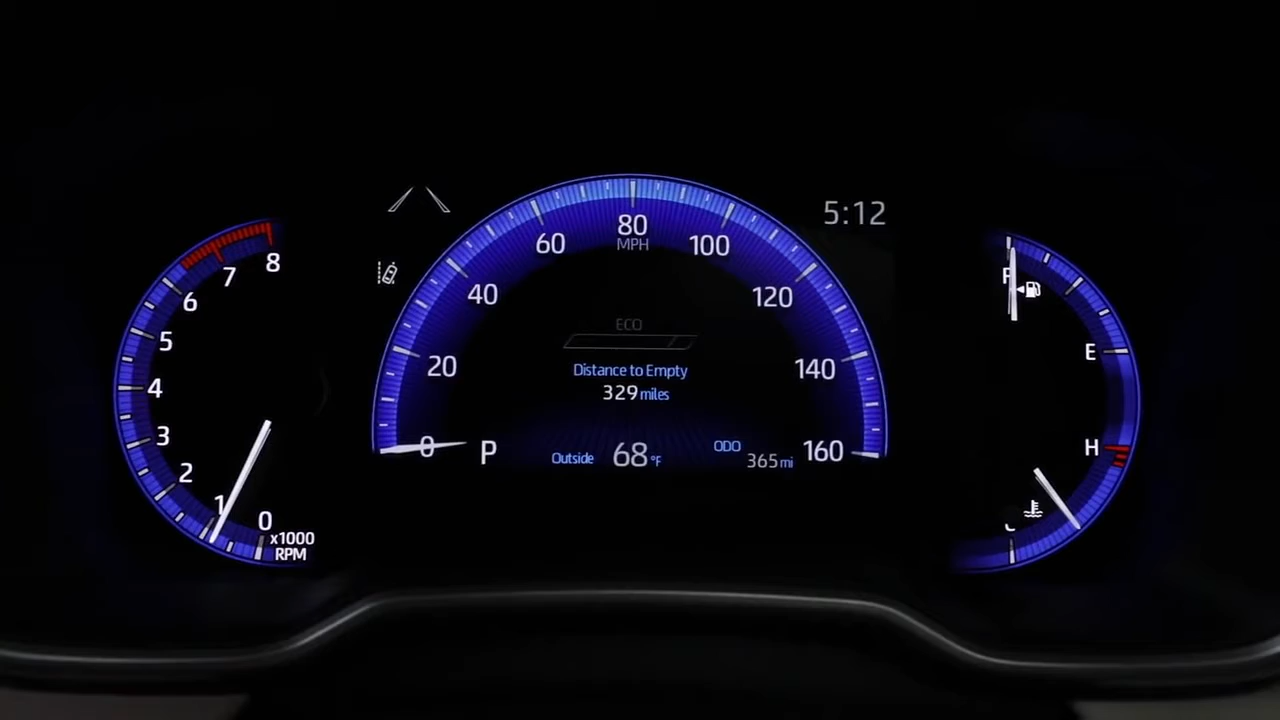 5:12
80
MPH
60
100
40
120
20
140
0
160
ECO
Distance to Empty
329 miles
P
Outside 68°F
ODO
365 mi
8
7
6
5
4
3
2
1
0
x1000
RPM
F
E
H
C